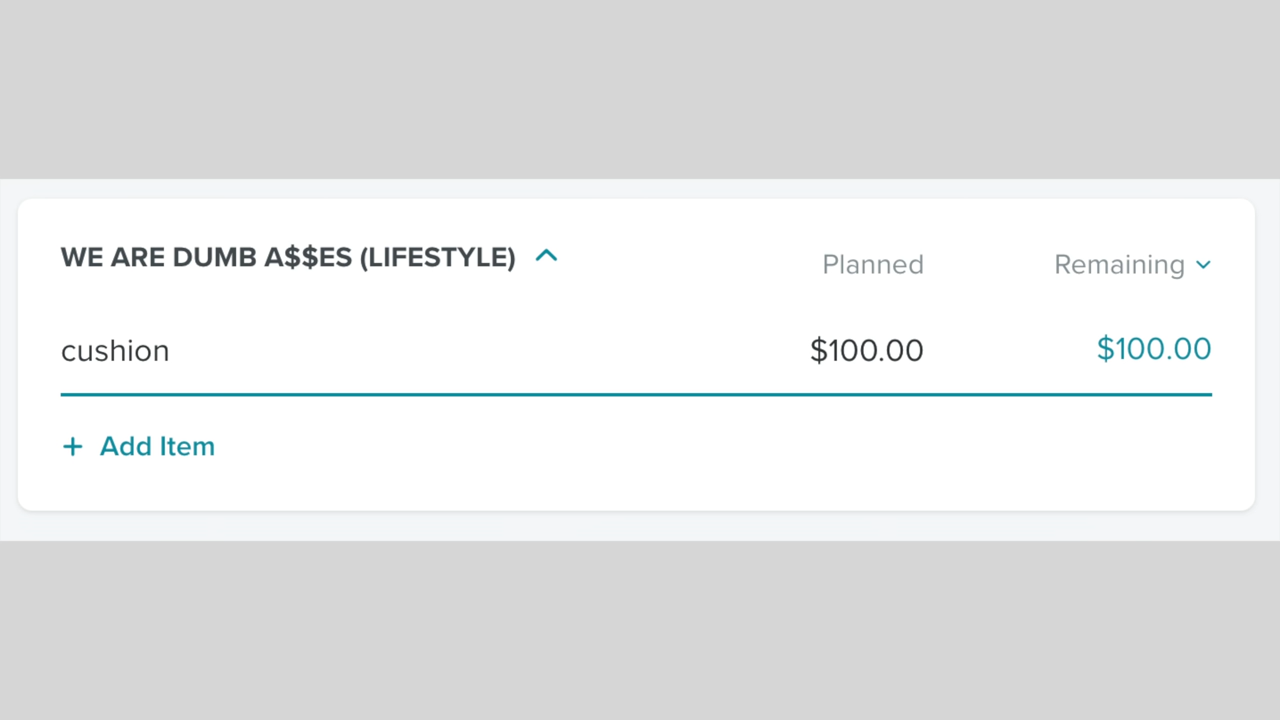 WE ARE DUMB A$$ES (LIFESTYLE) Planned Remaining
cushion $100.00 $100.00
+ Add Item